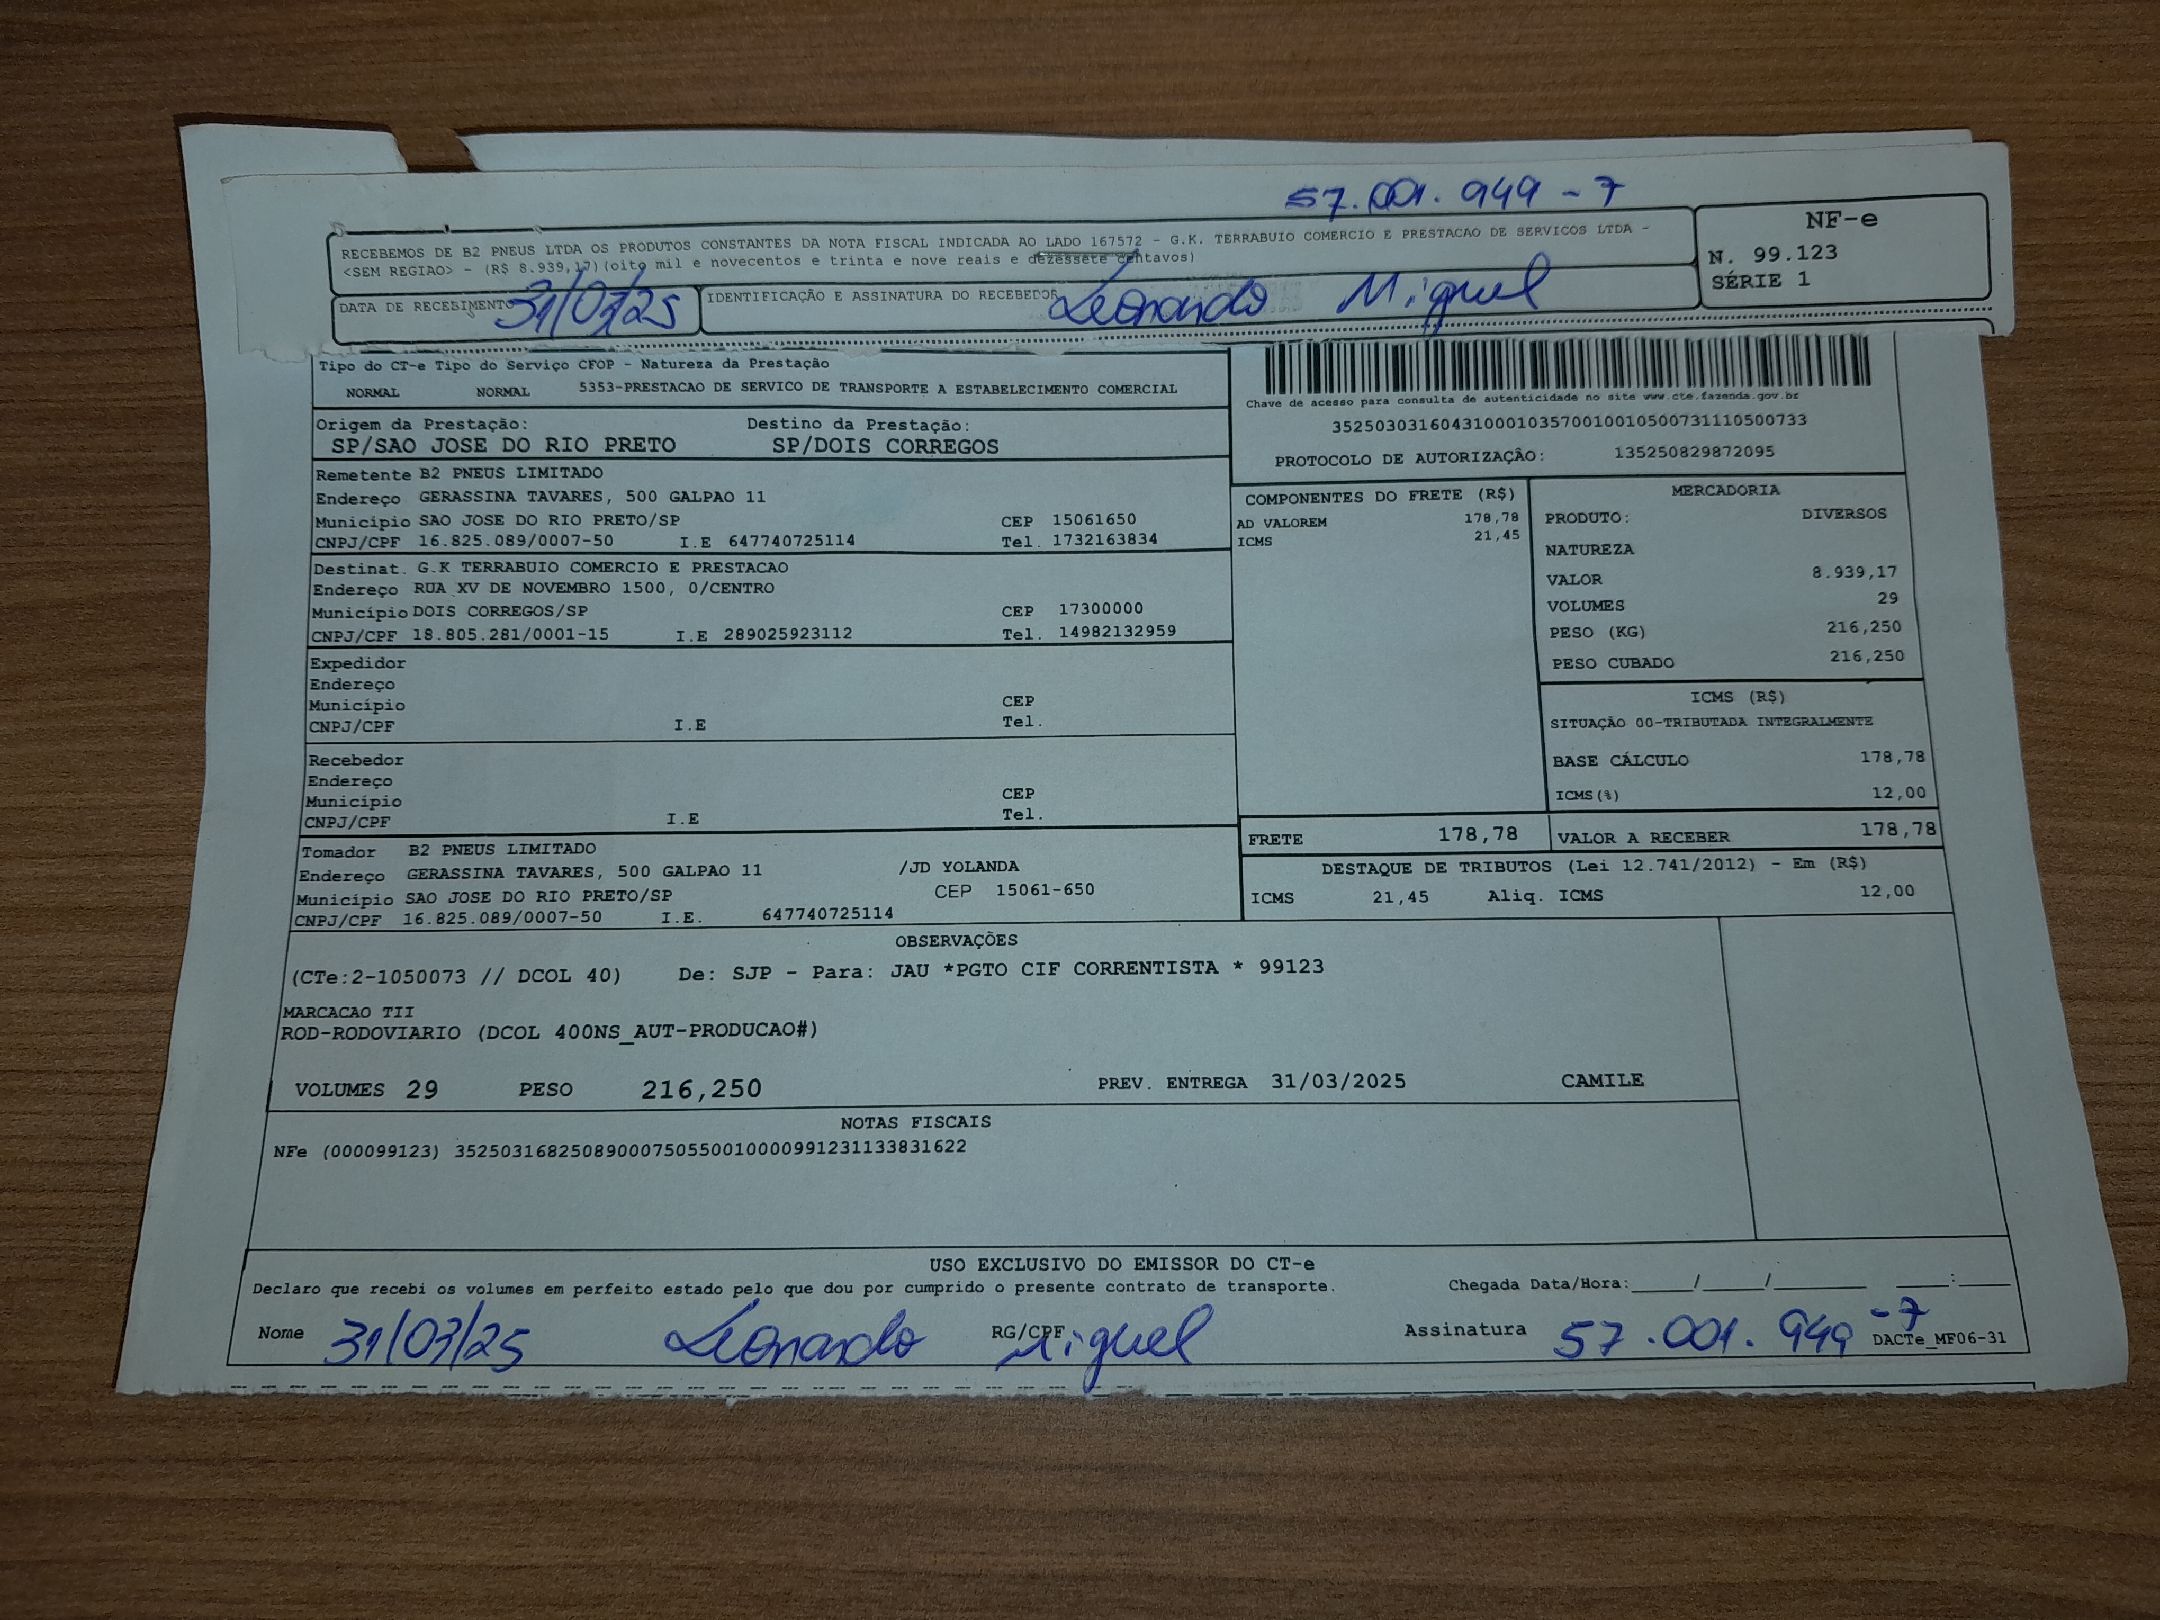 57.001.949-7
RECEBEMOS DE B2 PNEUS LTDA OS PRODUTOS CONSTANTES DA NOTA FISCAL INDICADA AO LADO 167572 - G.K. TERRABUIO COMERCIO E PRESTACAO DE SERVICOS LTDA -
<SEM REGIAO> - (R$ 8.939,17)(oito mil e novecentos e trinta e nove reais e dezessete centavos)
NF-e
N. 99.123
SÉRIE 1
DATA DE RECEBIMENTO 31/03/25
IDENTIFICAÇÃO E ASSINATURA DO RECEBEDOR Leonardo Miguel
Tipo do CT-e Tipo do Serviço CFOP - Natureza da Prestação
NORMAL NORMAL 5353-PRESTACAO DE SERVICO DE TRANSPORTE A ESTABELECIMENTO COMERCIAL
Chave de acesso para consulta de autenticidade no site www.cte.fazenda.gov.br
35250303160431000103570010010500731110500733
PROTOCOLO DE AUTORIZAÇÃO: 135250829872095
Origem da Prestação: Destino da Prestação:
SP/SAO JOSE DO RIO PRETO SP/DOIS CORREGOS
Remetente B2 PNEUS LIMITADO
Endereço GERASSINA TAVARES, 500 GALPAO 11
Município SAO JOSE DO RIO PRETO/SP CEP 15061650
CNPJ/CPF 16.825.089/0007-50 I.E 647740725114 Tel. 1732163834
Destinat. G.K TERRABUIO COMERCIO E PRESTACAO
Endereço RUA XV DE NOVEMBRO 1500, 0/CENTRO
Município DOIS CORREGOS/SP CEP 17300000
CNPJ/CPF 18.805.281/0001-15 I.E 289025923112 Tel. 14982132959
Expedidor
Endereço
Município CEP
CNPJ/CPF I.E Tel.
Recebedor
Endereço
Município CEP
CNPJ/CPF I.E Tel.
Tomador B2 PNEUS LIMITADO
Endereço GERASSINA TAVARES, 500 GALPAO 11 /JD YOLANDA
Município SAO JOSE DO RIO PRETO/SP CEP 15061-650
CNPJ/CPF 16.825.089/0007-50 I.E. 647740725114
COMPONENTES DO FRETE (R$)
AD VALOREM 178,78
ICMS 21,45
MERCADORIA
PRODUTO: DIVERSOS
NATUREZA
VALOR 8.939,17
VOLUMES 29
PESO (KG) 216,250
PESO CUBADO 216,250
ICMS (R$)
SITUAÇÃO 00-TRIBUTADA INTEGRALMENTE
BASE CÁLCULO 178,78
ICMS(%) 12,00
FRETE 178,78 VALOR A RECEBER 178,78
DESTAQUE DE TRIBUTOS (Lei 12.741/2012) - Em (R$)
ICMS 21,45 Aliq. ICMS 12,00
OBSERVAÇÕES
(CTe:2-1050073 // DCOL 40) De: SJP - Para: JAU *PGTO CIF CORRENTISTA * 99123
MARCACAO TII
ROD-RODOVIARIO (DCOL 400NS_AUT-PRODUCAO#)
VOLUMES 29 PESO 216,250 PREV. ENTREGA 31/03/2025 CAMILE
NOTAS FISCAIS
NFe (000099123) 35250316825089000750550010000991231133831622
USO EXCLUSIVO DO EMISSOR DO CT-e
Declaro que recebi os volumes em perfeito estado pelo que dou por cumprido o presente contrato de transporte. Chegada Data/Hora:_____/_____/________ ____:____
Nome 31/03/25 Leonardo RG/CPF Miguel Assinatura 57.001.949-7 DACTe_MF06-31